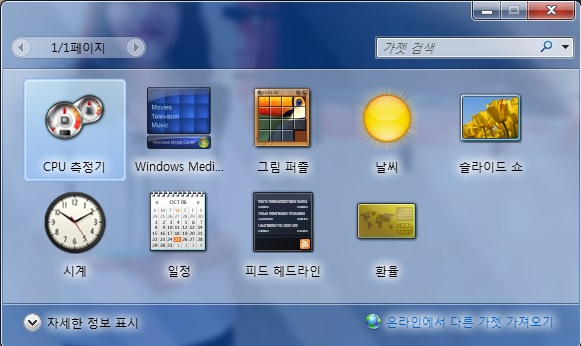 1/1페이지
가젯 검색
Movies
Television
Music
Windows Media Center
CPU 측정기
Windows Medi...
그림 퍼즐
날씨
슬라이드 쇼
OCT 06
시계
일정
피드 헤드라인
환율
자세한 정보 표시
온라인에서 다른 가젯 가져오기